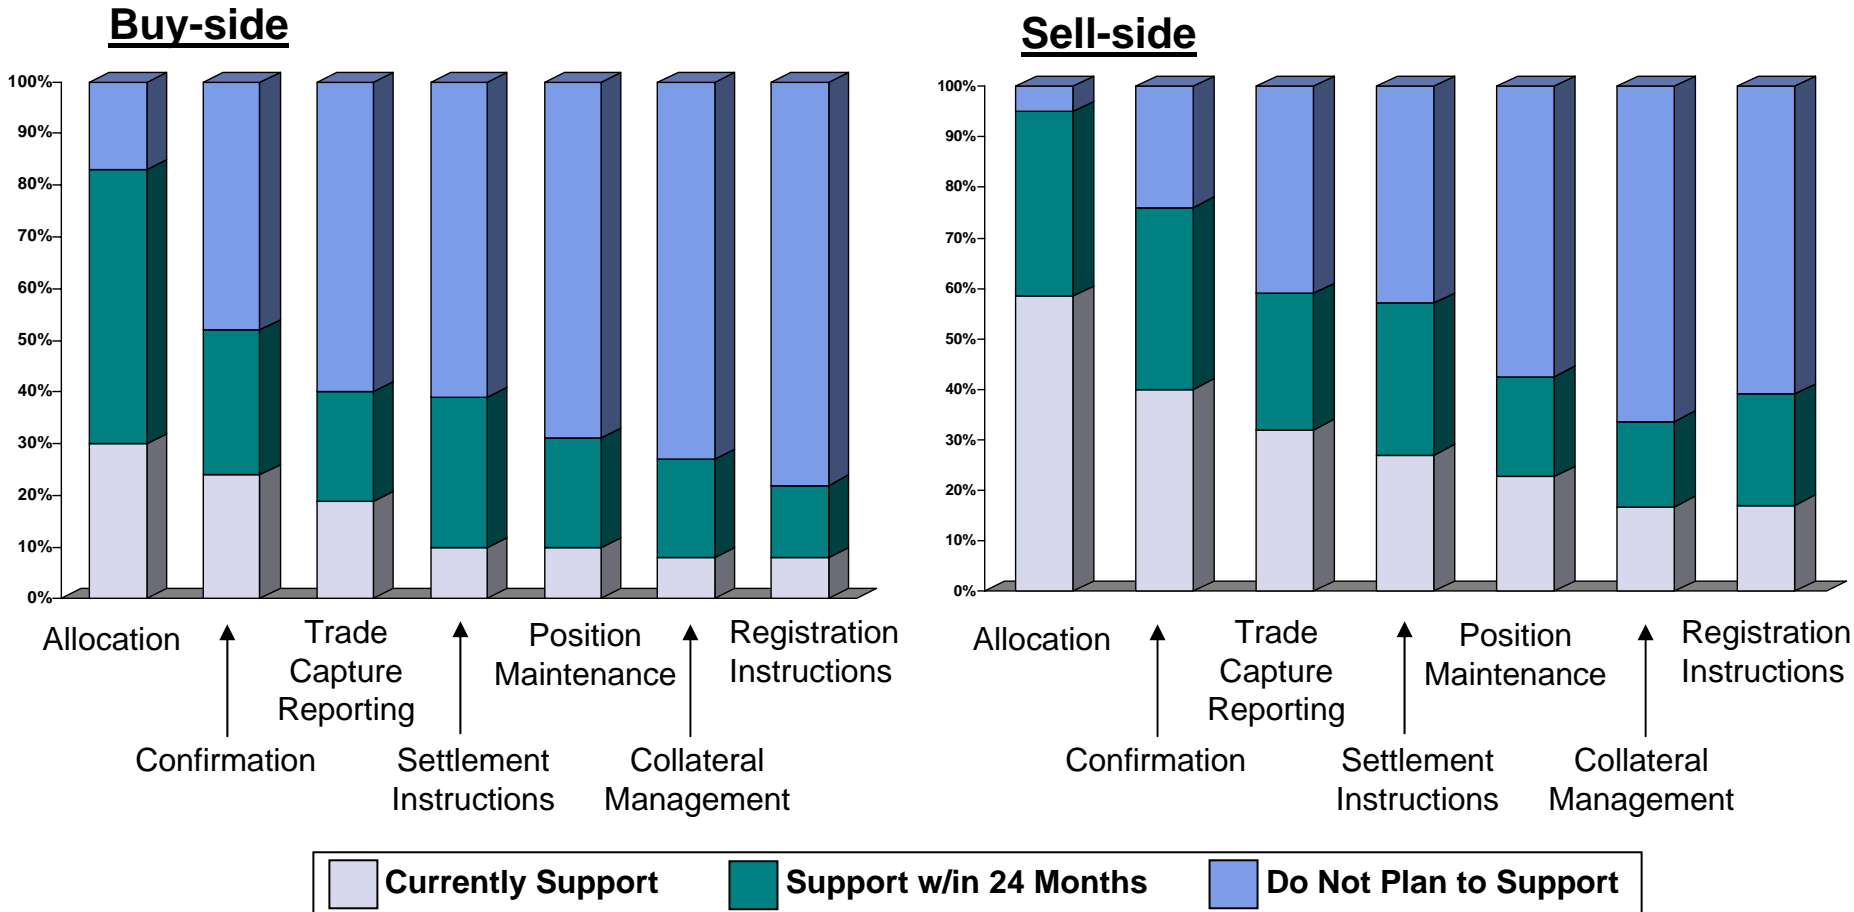 Buy-side
100%
90%
80%
70%
60%
50%
40%
30%
20%
10%
0%
Allocation
Confirmation
Trade
Capture
Reporting
Settlement
Instructions
Position
Maintenance
Collateral
Management
Registration
Instructions
Sell-side
100%
90%
80%
70%
60%
50%
40%
30%
20%
10%
0%
Allocation
Confirmation
Trade
Capture
Reporting
Settlement
Instructions
Position
Maintenance
Collateral
Management
Registration
Instructions
Currently Support
Support w/in 24 Months
Do Not Plan to Support